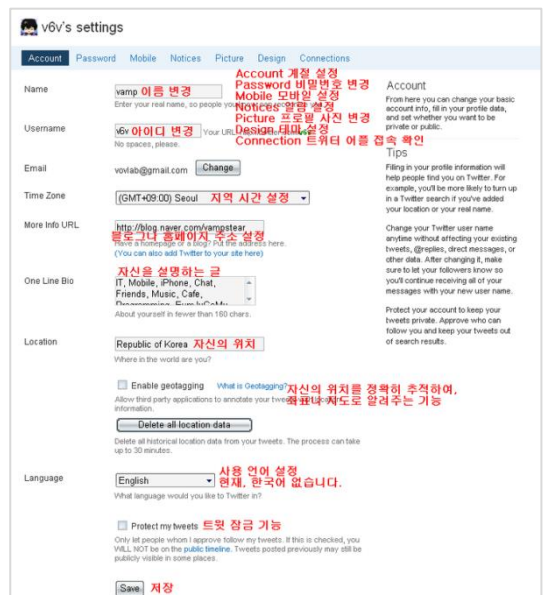 v6v's settings
Account Password Mobile Notices Picture Design Connections
Account 계정 설정
Password 비밀번호 변경
Mobile 모바일 설정
Notices 알람 설정
Picture 프로필 사진 변경
Design 테마 설정
Connection 트위터 어플 접속 확인
Name
vamp 이름 변경
Enter your real name, so people you
Username
v6v 아이디 변경
Your URL
No spaces, please.
Email
vovlab@gmail.com Change
Time Zone
(GMT+09:00) Seoul 지역 시간 설정
More Info URL
http://blog.naver.com/vampstear
블로그나 홈페이지 주소 설정
Have a homepage or a blog? Put the address here.
(You can also add Twitter to your site here)
One Line Bio
자신을 설명하는 글
IT, Mobile, iPhone, Chat,
Friends, Music, Cafe,
About yourself in fewer than 160 chars.
Location
Republic of Korea 자신의 위치
Where in the world are you?
Enable geotagging What is Geotagging?
자신의 위치를 정확히 추적하여,
좌표나 지도로 알려주는 기능
Allow third party applications to annotate your tweets
information.
Delete all location data
Delete all historical location data from your tweets. The process can take
up to 30 minutes.
Language
English
사용 언어 설정
현재, 한국어 없습니다.
What language would you like to Twitter in?
Protect my tweets 트윗 잠금 기능
Only let people whom I approve follow my tweets. If this is checked, you
WILL NOT be on the public timeline. Tweets posted previously may still be
publicly visible in some places.
Save 저장
Account
From here you can change your basic
account info, fill in your profile data,
and set whether you want to be
private or public.
Tips
Filling in your profile information will
help people find you on Twitter. For
example, you'll be more likely to turn up
in a Twitter search if you've added
your location or your real name.
Change your Twitter user name
anytime without affecting your existing
tweets, @replies, direct messages, or
other data. After changing it, make
sure to let your followers know so
you'll continue receiving all of your
messages with your new user name.
Protect your account to keep your
tweets private. Approve who can
follow you and keep your tweets out
of search results.